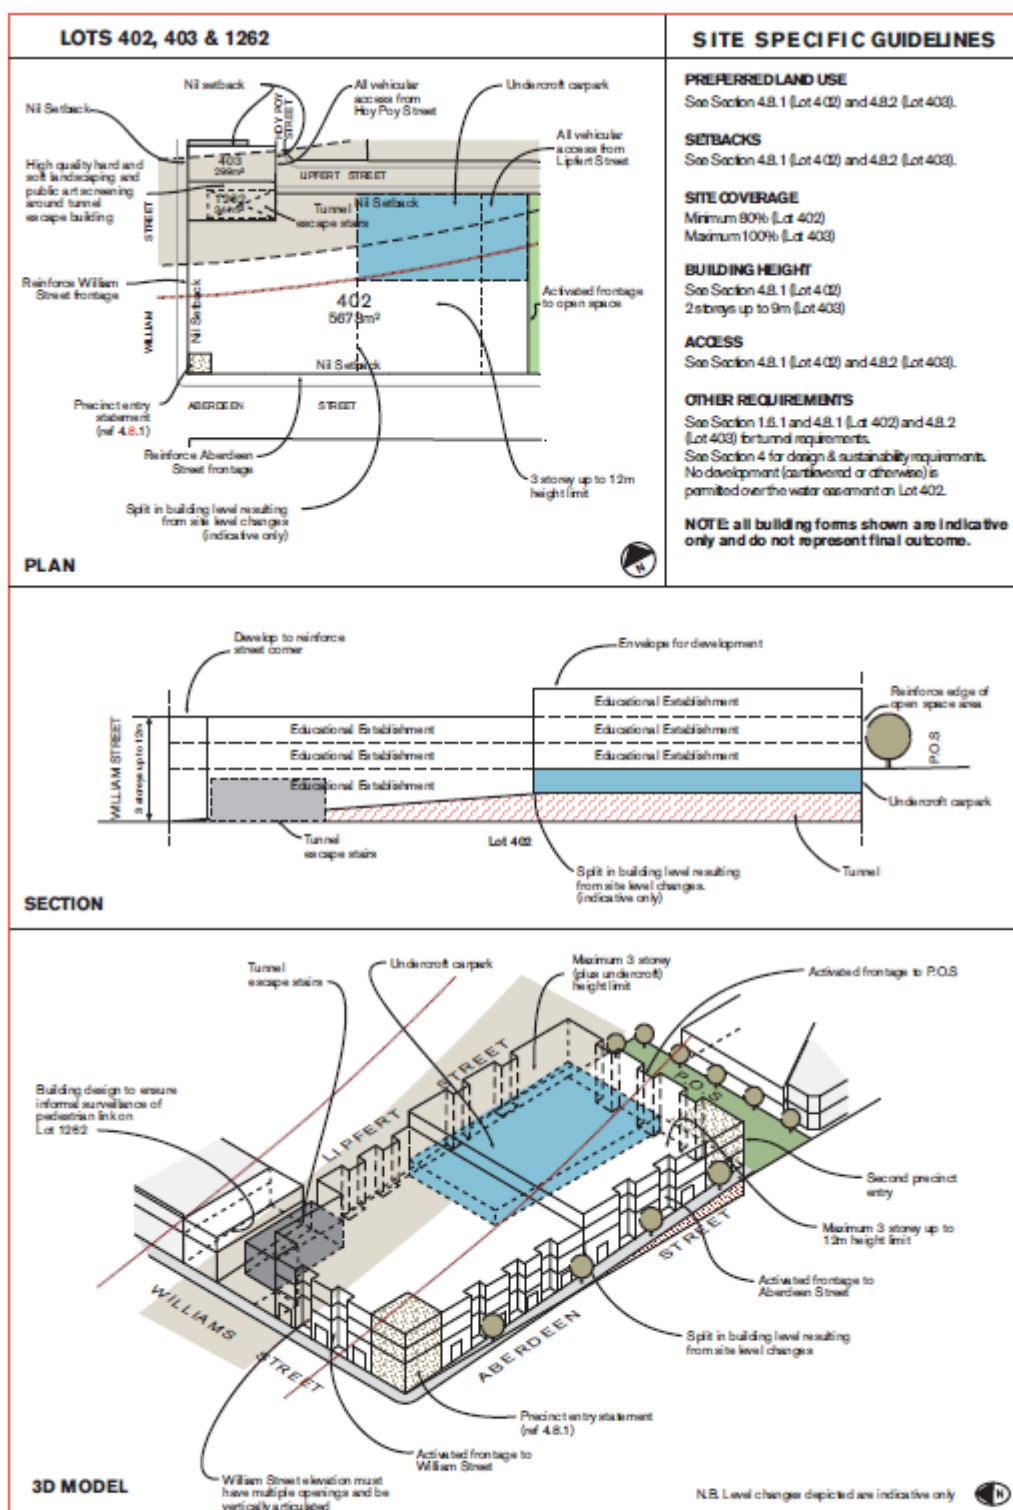 LOTS 402, 403 & 1262
SITE SPECIFIC GUIDELINES
Nil setback
Nil Setback
All vehicular
access from
Hoy Poy Street
HOY POY
STREET
Undercroft carpark
All vehicular
access from
Lipfert Street
High quality hard and
soft landscaping and
public art screening
around tunnel
escape building
403
299m²
1262
LIPFERT STREET
Nil Setback
Tunnel
escape stairs
STREET
WILLIAM
Nil Setback
Reinforce William
Street frontage
402
5673m²
Activated frontage
to open space
Nil Setback
Precinct entry
statement
(ref 4.8.1)
ABERDEEN STREET
Reinforce Aberdeen
Street frontage
3 storey up to 12m
height limit
Split in building level resulting
from site level changes
(indicative only)
N
PLAN
PREFERRED LAND USE
See Section 4.8.1 (Lot 402) and 4.8.2 (Lot 403).
SETBACKS
See Section 4.8.1 (Lot 402) and 4.8.2 (Lot 403).
SITE COVERAGE
Minimum 80% (Lot 402)
Maximum 100% (Lot 403)
BUILDING HEIGHT
See Section 4.8.1 (Lot 402)
2 storeys up to 9m (Lot 403)
ACCESS
See Section 4.8.1 (Lot 402) and 4.8.2 (Lot 403).
OTHER REQUIREMENTS
See Section 1.6.1 and 4.8.1 (Lot 402) and 4.8.2
(Lot 403) for tunnel requirements.
See Section 4 for design & sustainability requirements.
No development (cantilevered or otherwise) is
permitted over the water easement on Lot 402.
NOTE: all building forms shown are indicative
only and do not represent final outcome.
Develop to reinforce
street corner
Envelope for development
Reinforce edge of
open space area
WILLIAM STREET
3 storeys up to 12m
Educational Establishment
Educational Establishment
Educational Establishment
Educational Establishment
Educational Establishment
Educational Establishment
P.O.S
Undercroft carpark
Tunnel
escape stairs
Lot 402
Split in building level resulting
from site level changes.
(indicative only)
Tunnel
SECTION
Tunnel
escape stairs
Undercroft carpark
Maximum 3 storey
(plus undercroft)
height limit
Activated frontage to P.O.S
Building design to ensure
informal surveillance of
pedestrian link on
Lot 1262
LIPFERT STREET
P.O.S
Second precinct
entry
Maximum 3 storey up to
12m height limit
Activated frontage to
Aberdeen Street
Split in building level resulting
from site level changes
WILLIAMS STREET
ABERDEEN STREET
Precinct entry statement
(ref 4.8.1)
Activated frontage to
William Street
William Street elevation must
have multiple openings and be
vertically articulated
3D MODEL
N.B. Level changes depicted are indicative only
N